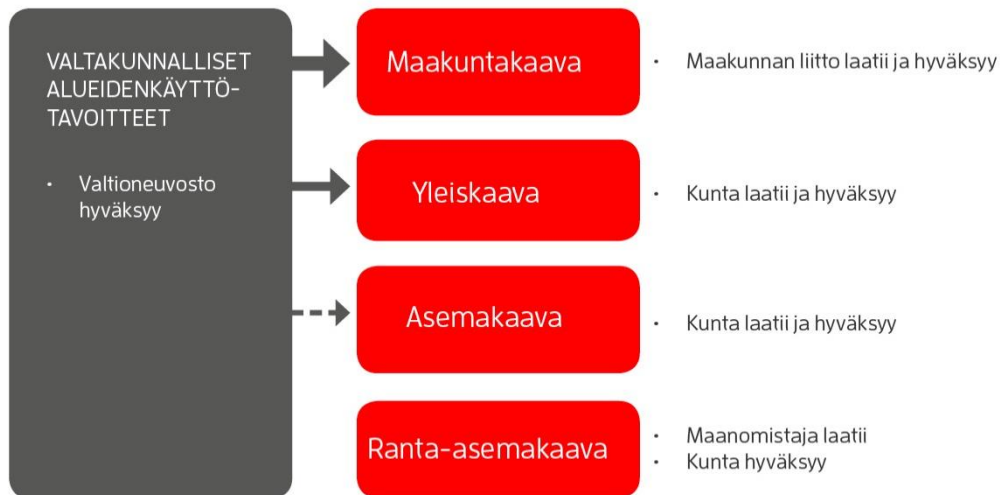 VALTAKUNNALLISET
ALUEIDENKÄYTTÖ-
TAVOITTEET
• Valtioneuvosto
hyväksyy
Maakuntakaava
• Maakunnan liitto laatii ja hyväksyy
Yleiskaava
• Kunta laatii ja hyväksyy
Asemakaava
• Kunta laatii ja hyväksyy
Ranta-asemakaava
• Maanomistaja laatii
• Kunta hyväksyy